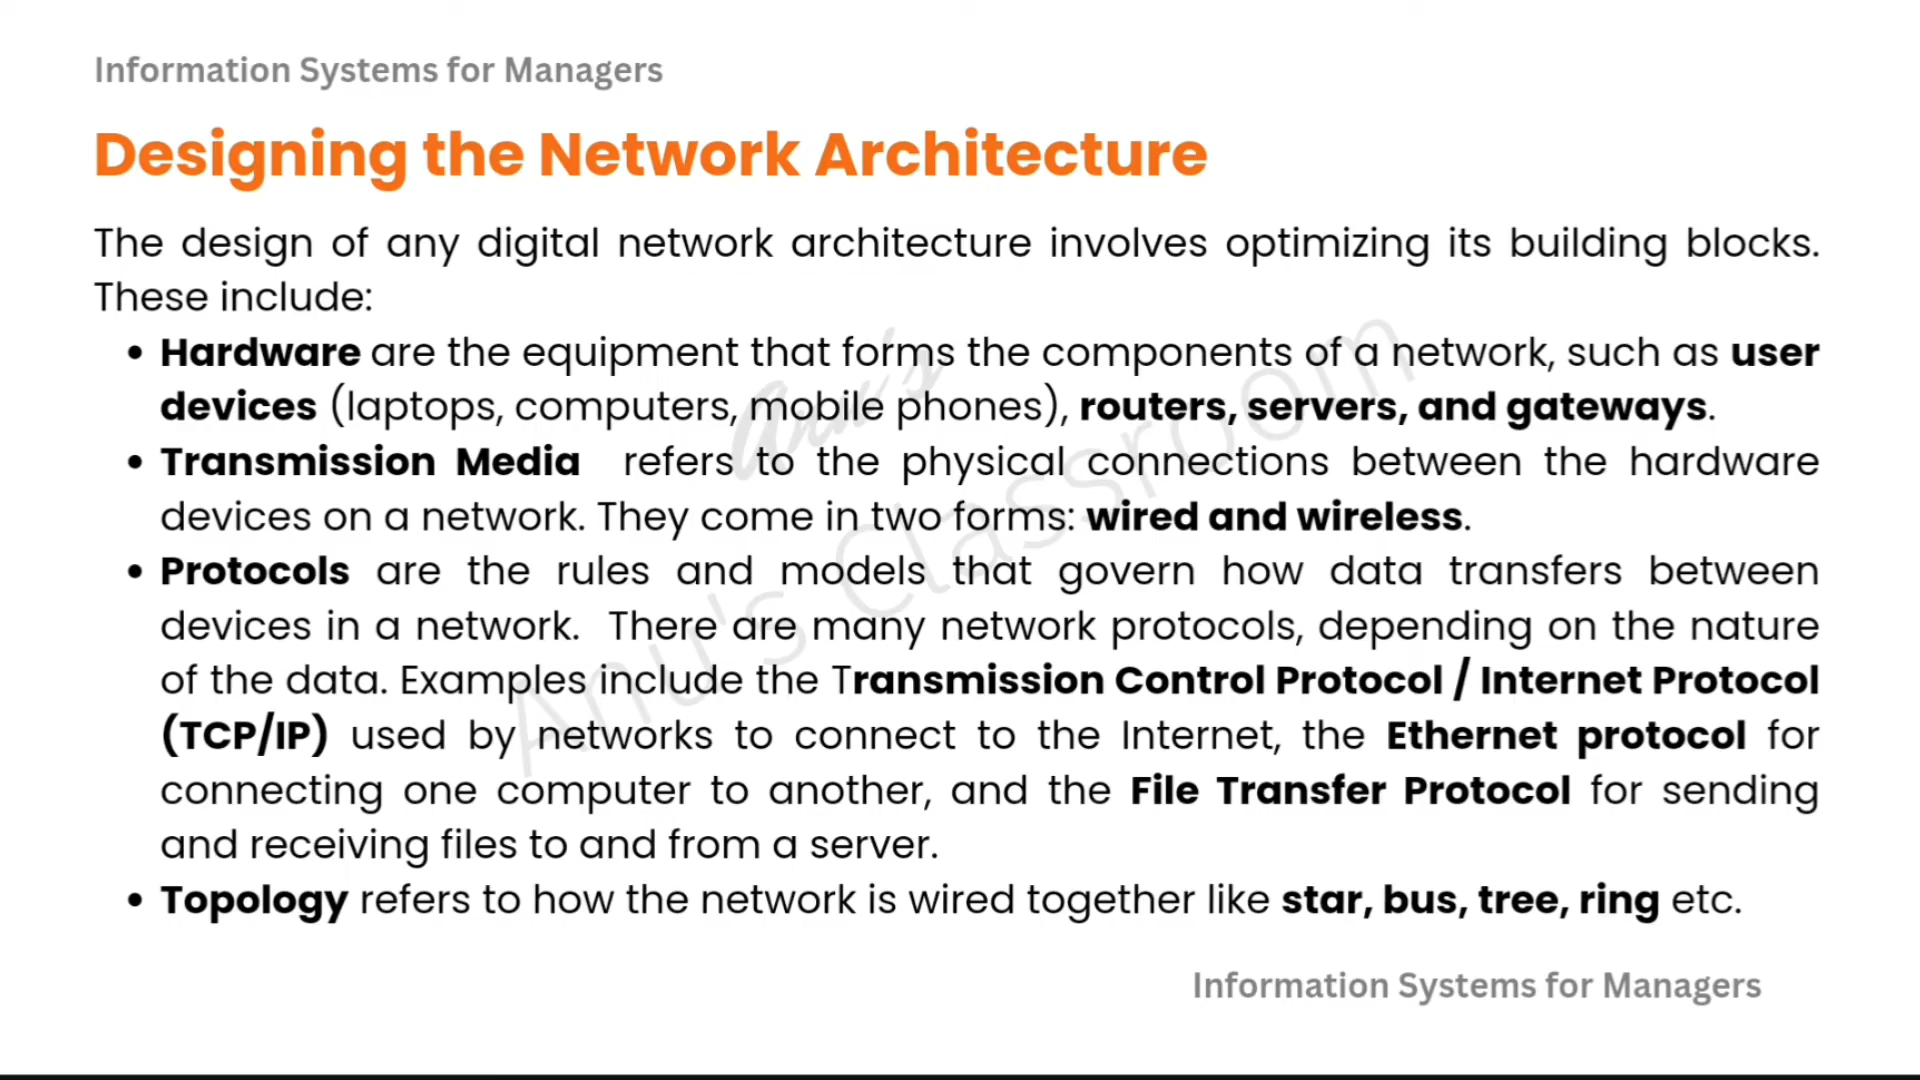 Information Systems for Managers
Designing the Network Architecture
The design of any digital network architecture involves optimizing its building blocks.
These include:
• Hardware are the equipment that forms the components of a network, such as user
devices (laptops, computers, mobile phones), routers, servers, and gateways.
• Transmission Media refers to the physical connections between the hardware
devices on a network. They come in two forms: wired and wireless.
• Protocols are the rules and models that govern how data transfers between
devices in a network. There are many network protocols, depending on the nature
of the data. Examples include the Transmission Control Protocol / Internet Protocol
(TCP/IP) used by networks to connect to the Internet, the Ethernet protocol for
connecting one computer to another, and the File Transfer Protocol for sending
and receiving files to and from a server.
• Topology refers to how the network is wired together like star, bus, tree, ring etc.
Information Systems for Managers
Anu's
Anu's Classroom